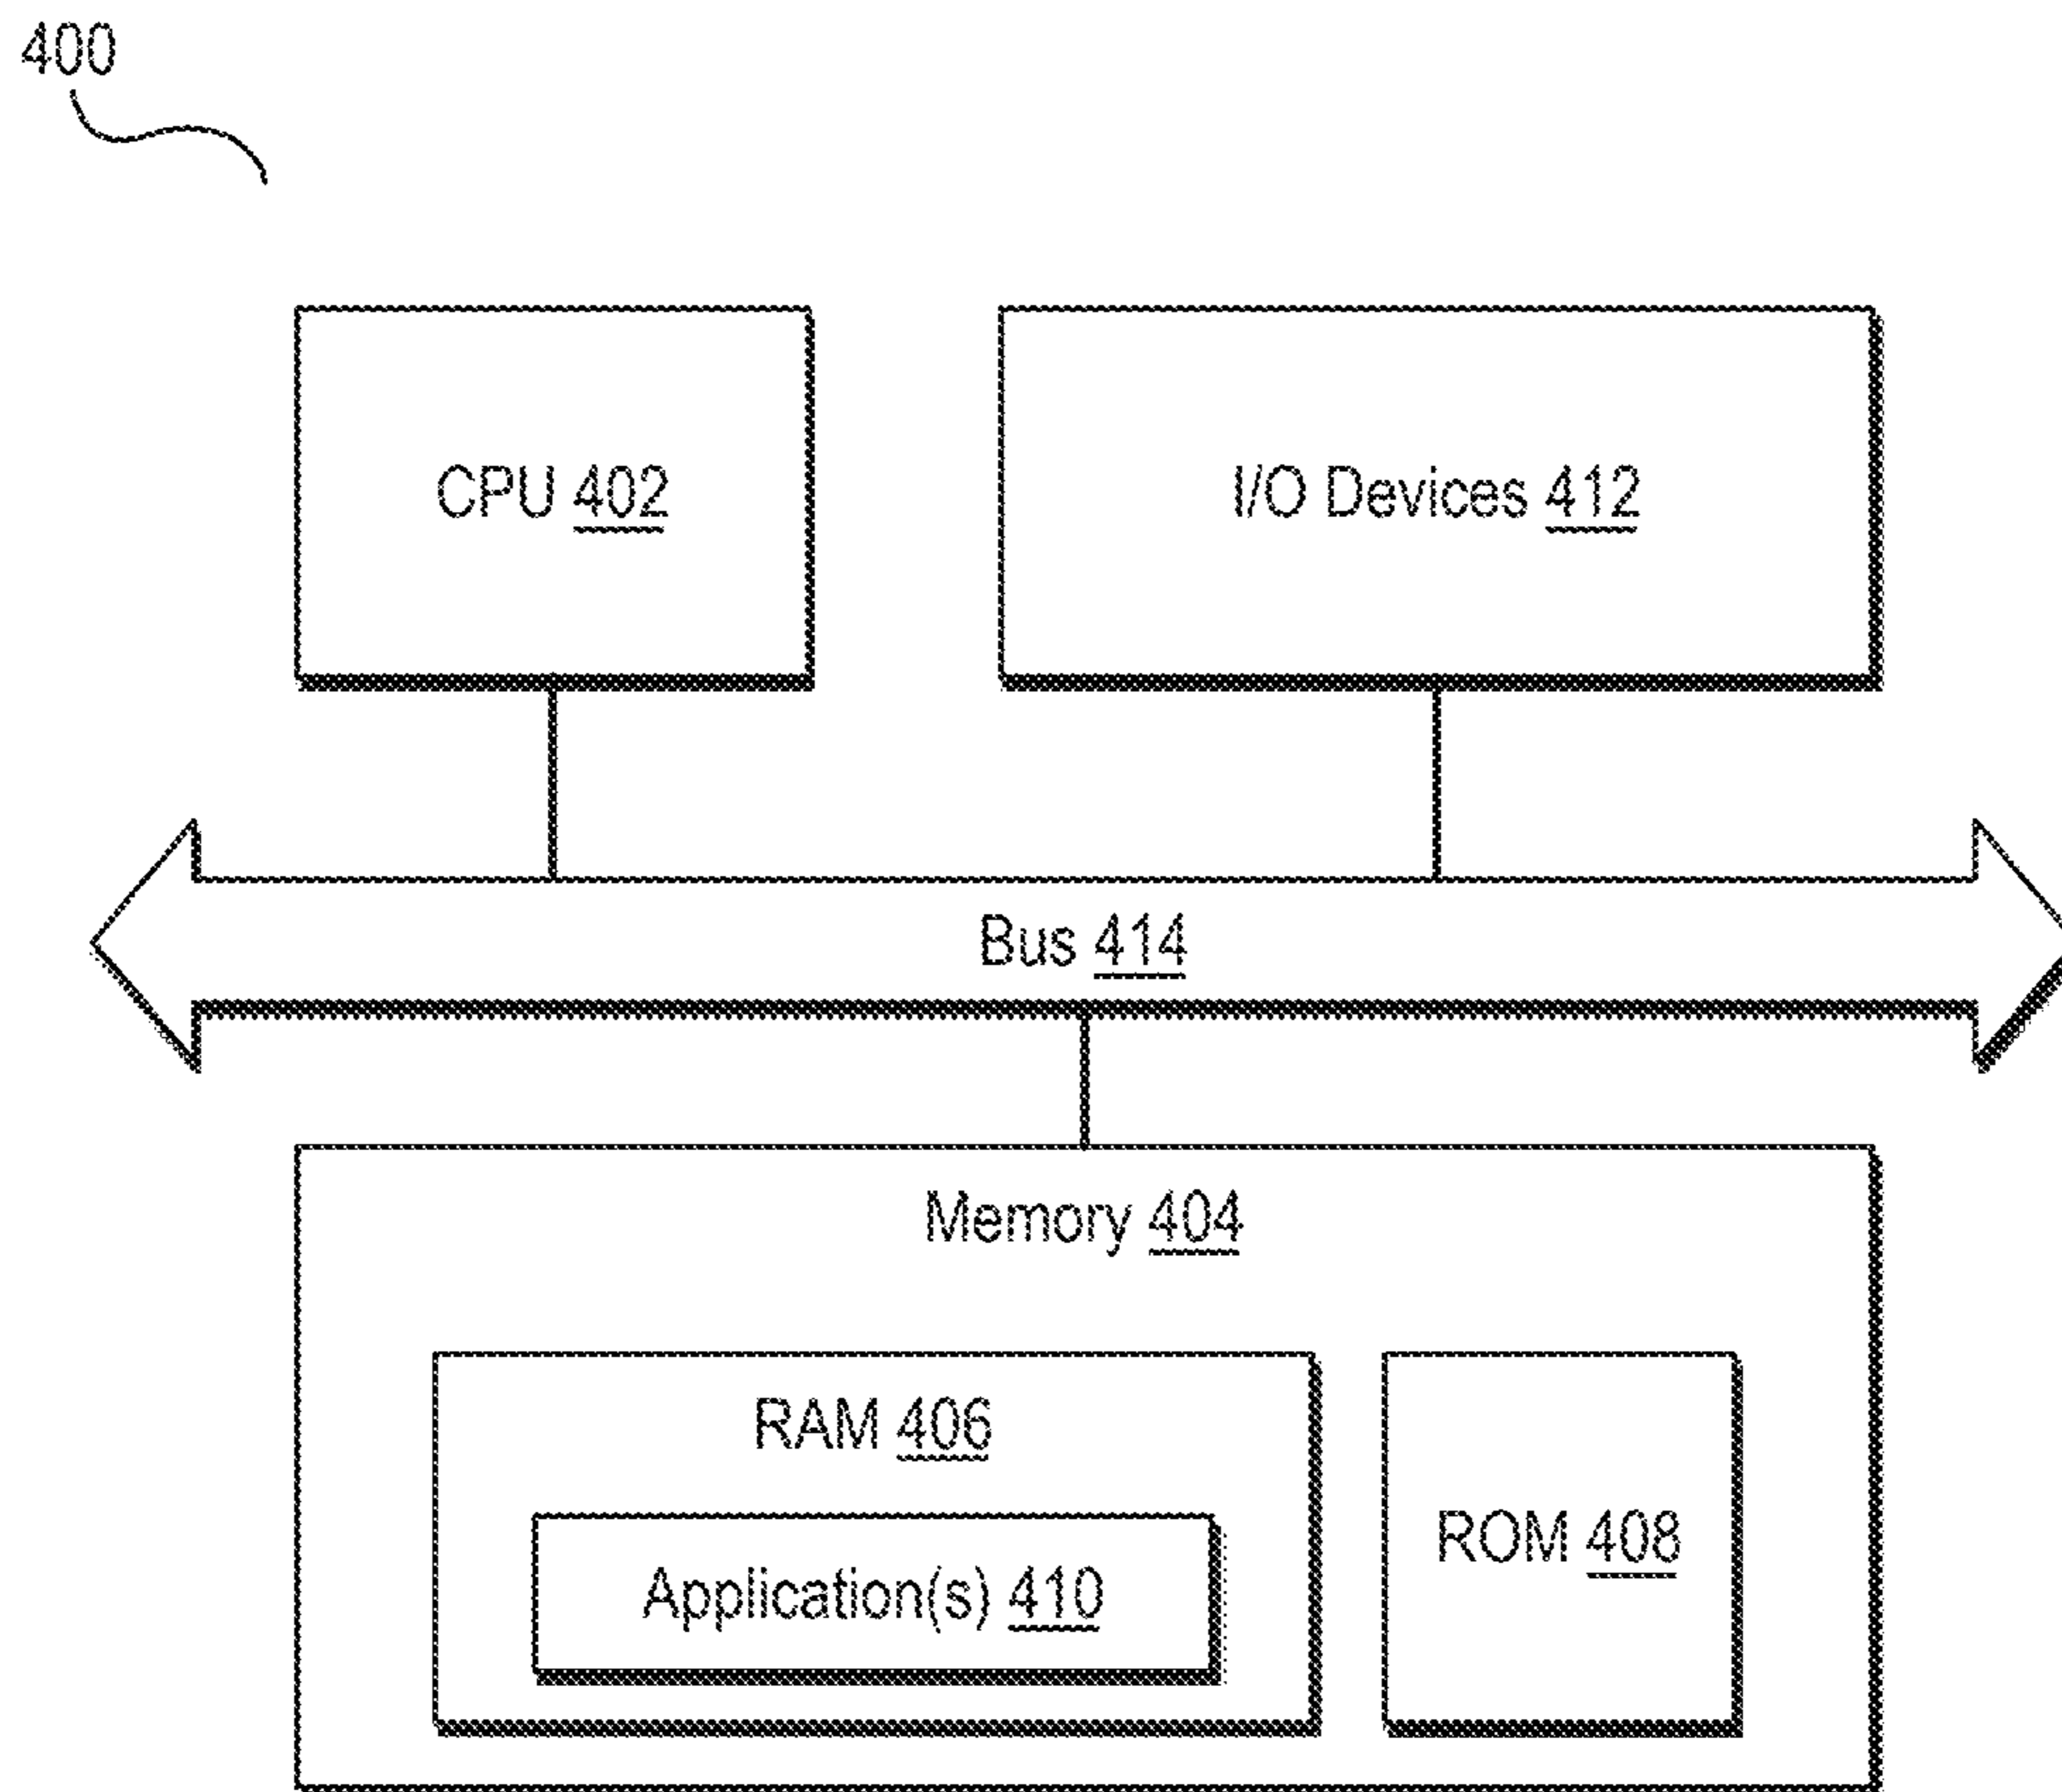 400
CPU 402
I/O Devices 412
Bus 414
Memory 404
RAM 406
ROM 408
Application(s) 410